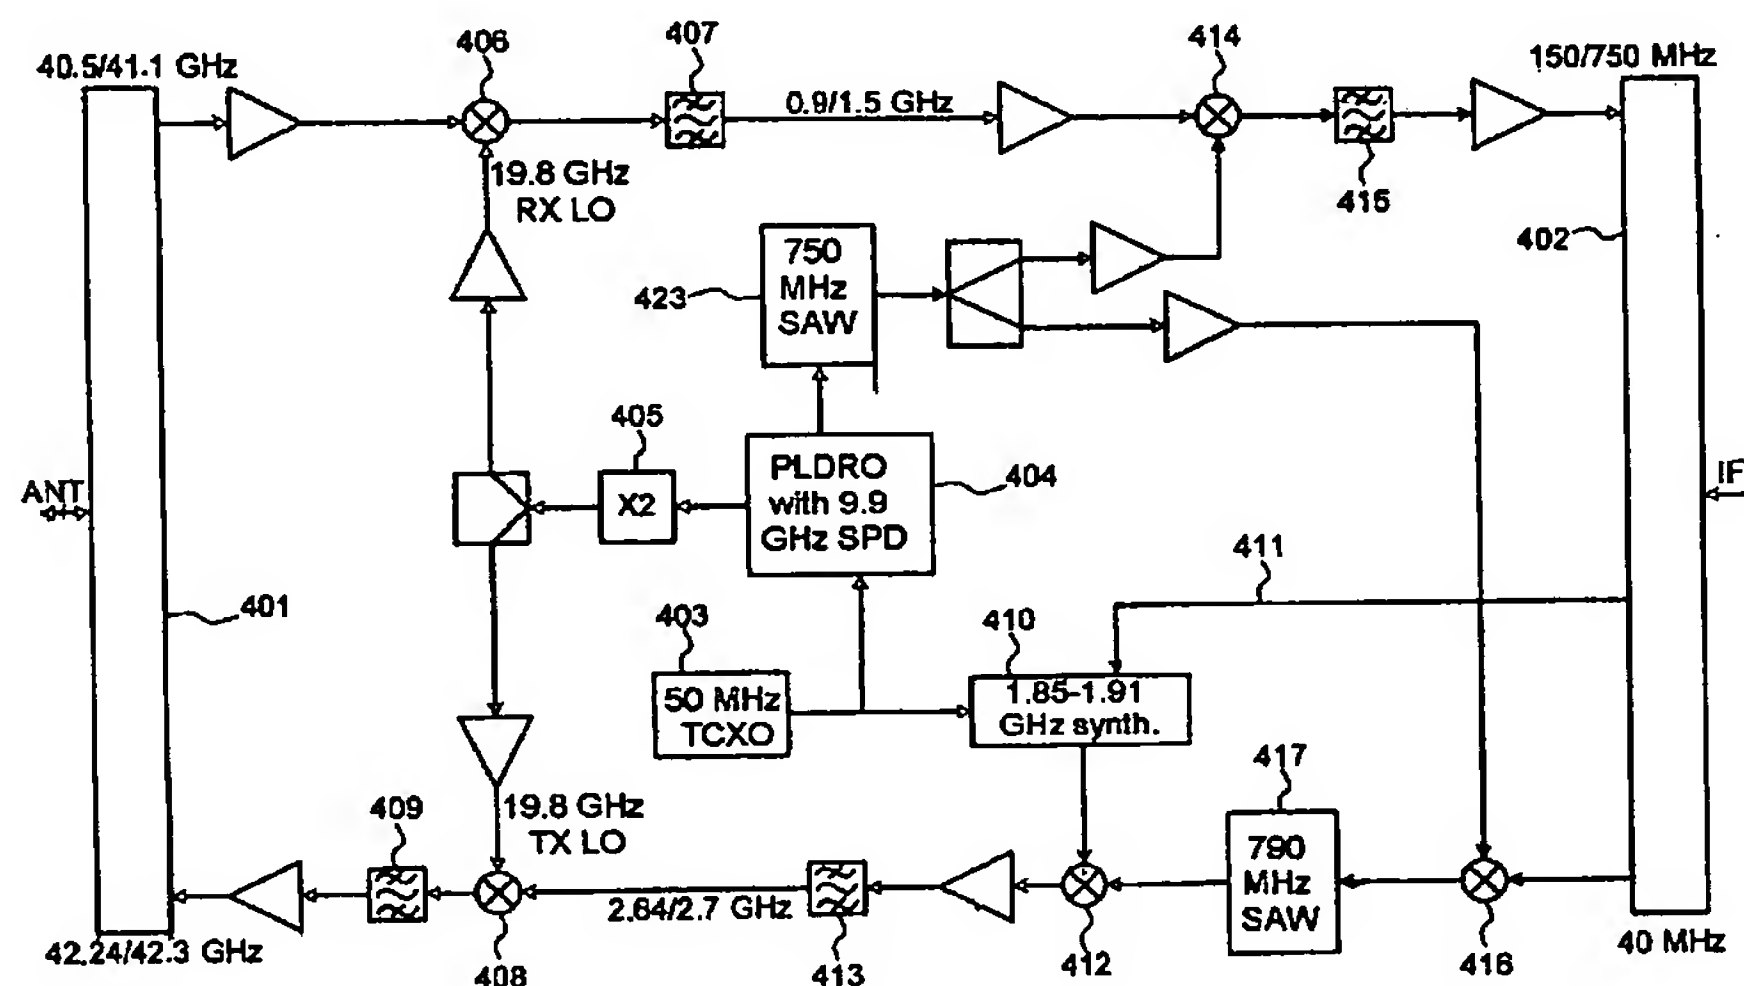 406
407
414
40.5/41.1 GHz
150/750 MHz
0.9/1.5 GHz
19.8 GHz
RX LO
415
402
750
MHz
SAW
423
405
ANT
X2
PLDRO
with 9.9
GHz SPD
404
IF
411
401
403
410
50 MHz
TCXO
1.85-1.91
GHz synth.
417
409
19.8 GHz
TX LO
790
MHz
SAW
2.64/2.7 GHz
42.24/42.3 GHz
408
413
412
416
40 MHz